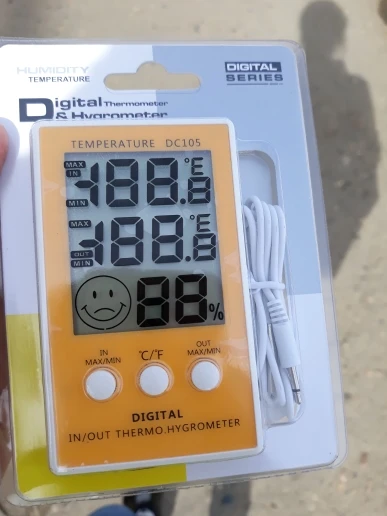 HUMIDITY
TEMPERATURE
DIGITAL
SERIES
Digital Thermometer
& Hygrometer
TEMPERATURE DC105
MAX
IN
MIN
-188.8 °F
MAX
OUT
MIN
-188.8 °F
88%
IN
MAX/MIN
°C/°F
OUT
MAX/MIN
DIGITAL
IN/OUT THERMO.HYGROMETER